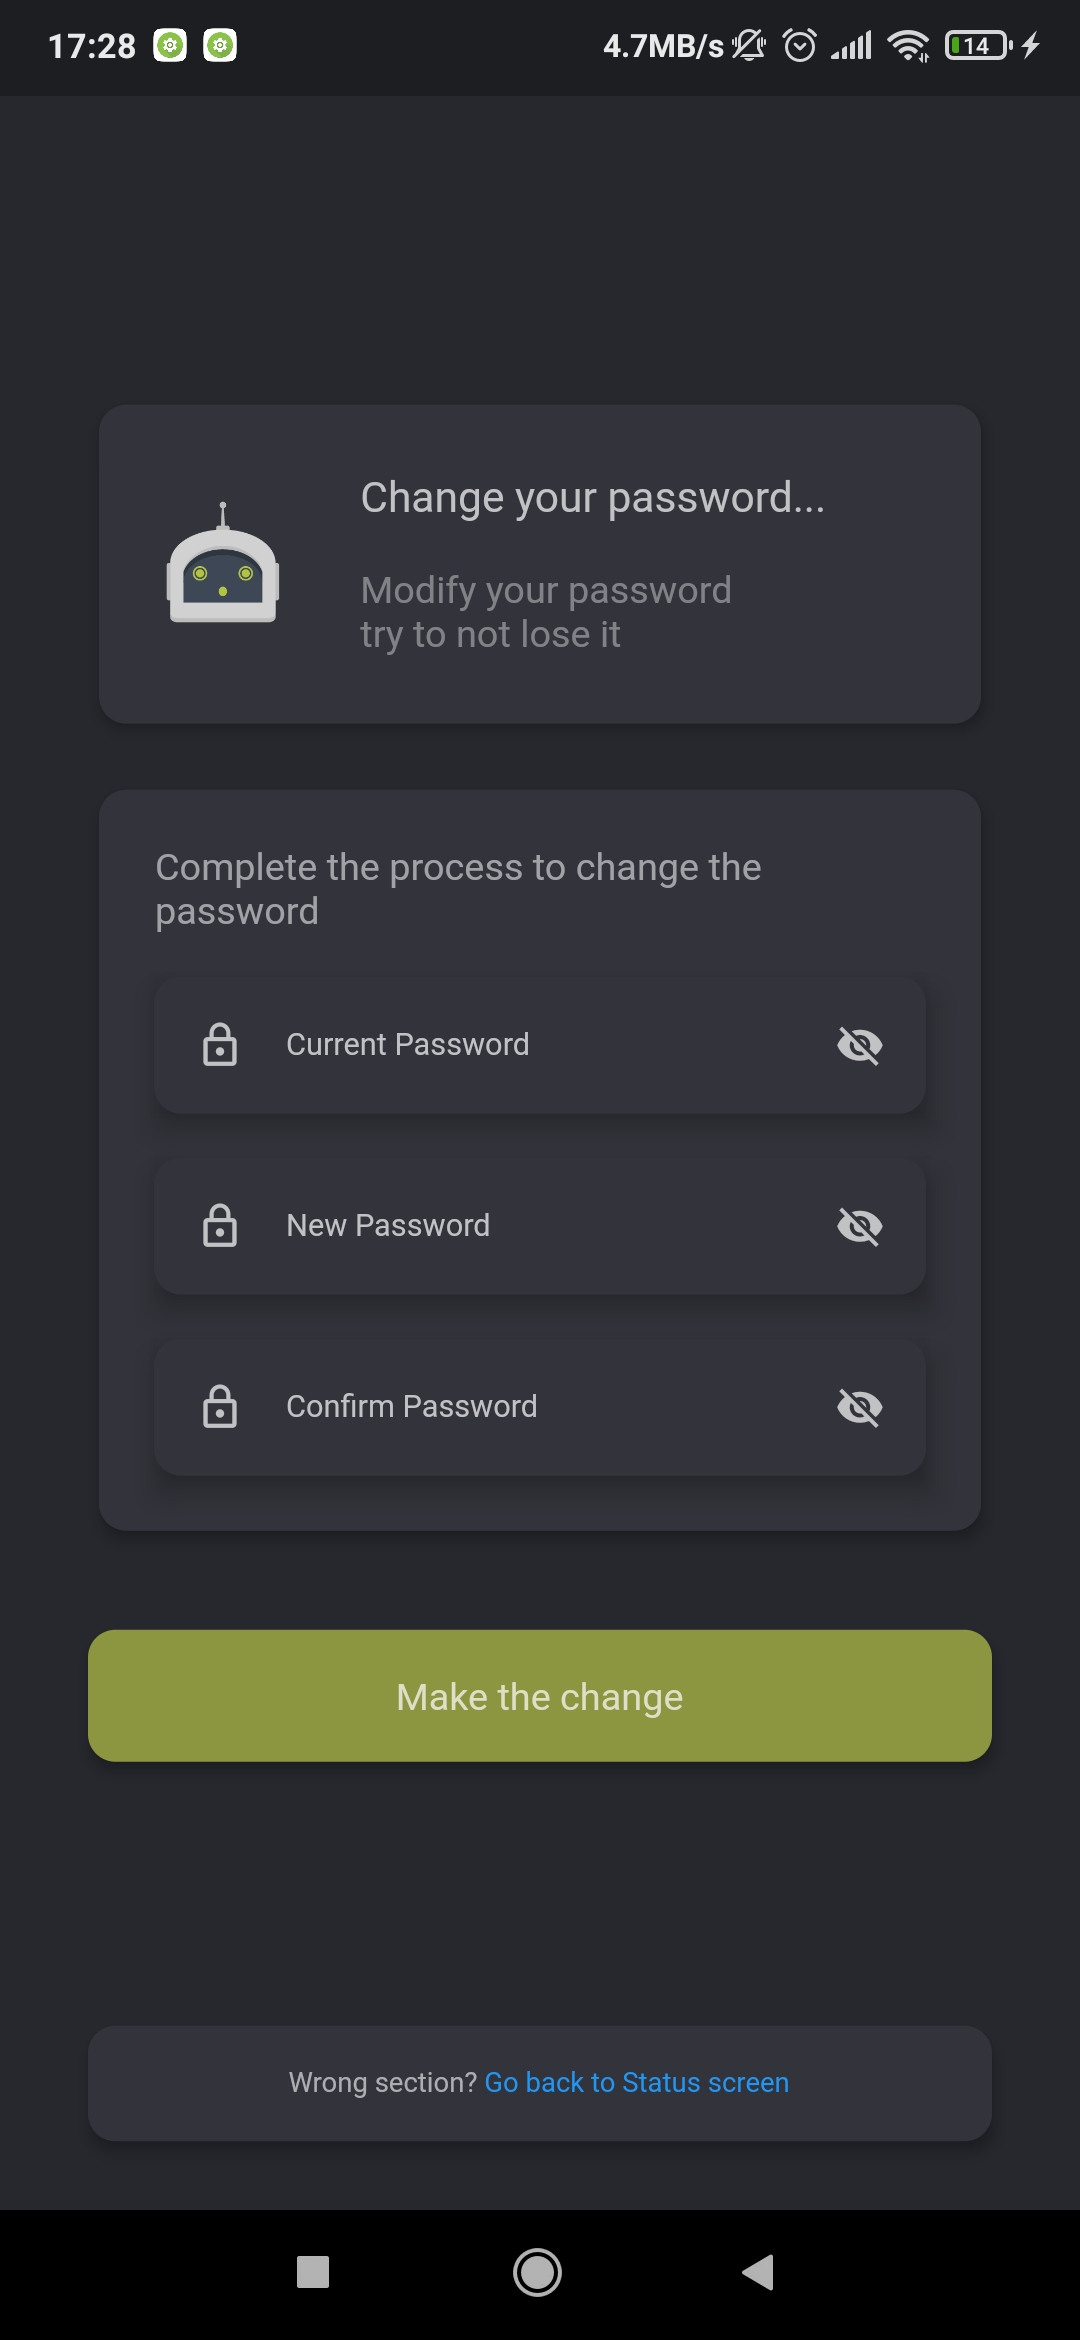 17:28 4.7MB/s 14
Change your password...
Modify your password
try to not lose it
Complete the process to change the
password
Current Password
New Password
Confirm Password
Make the change
Wrong section? Go back to Status screen